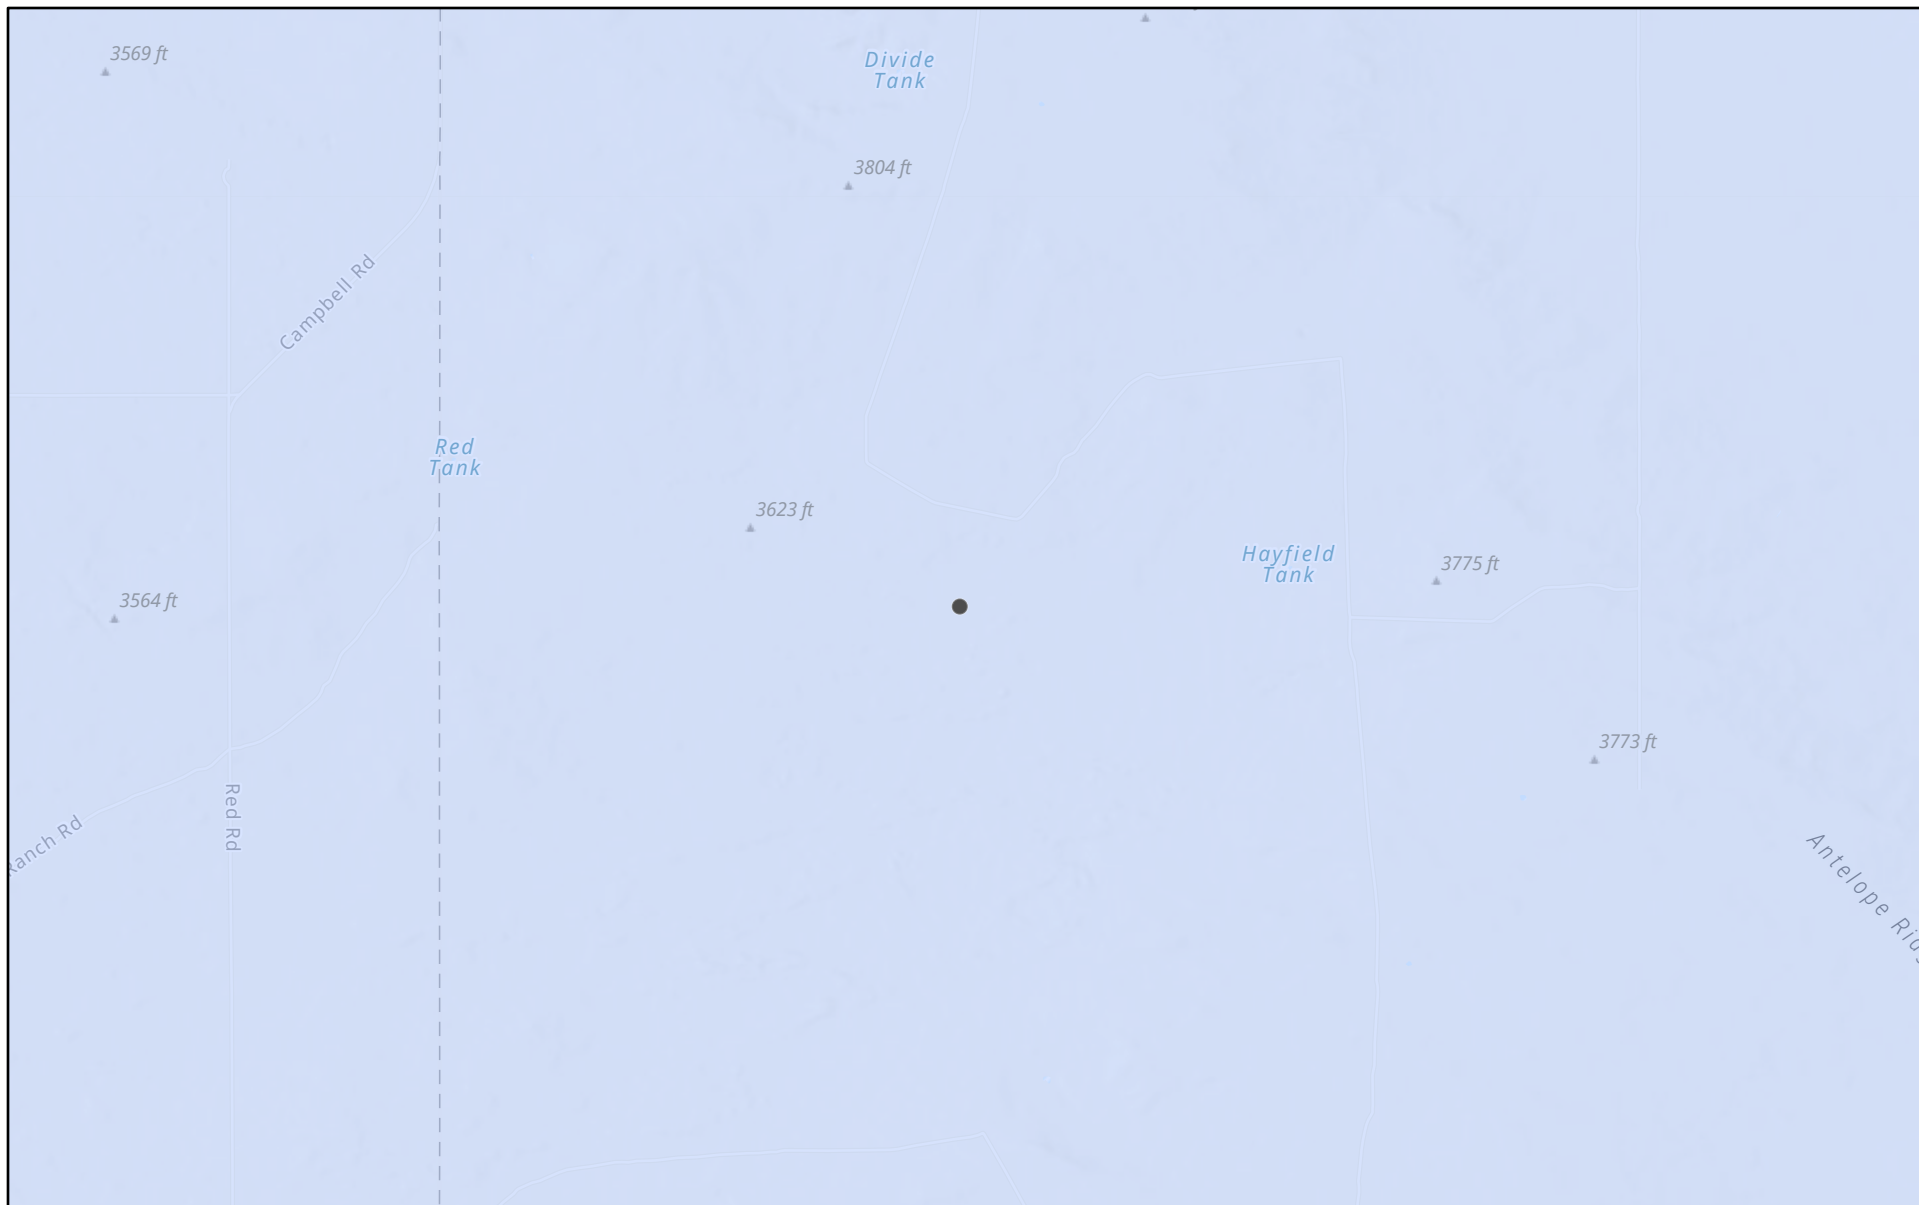 3569 ft
Divide
Tank
3804 ft
Campbell Rd
Red
Tank
3623 ft
Hayfield
Tank
3775 ft
3564 ft
3773 ft
Red Rd
Ranch Rd
Antelope